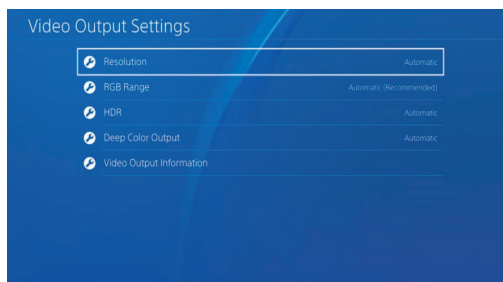 Video Output Settings
Resolution Automatic
RGB Range Automatic (Recommended)
HDR Automatic
Deep Color Output Automatic
Video Output Information